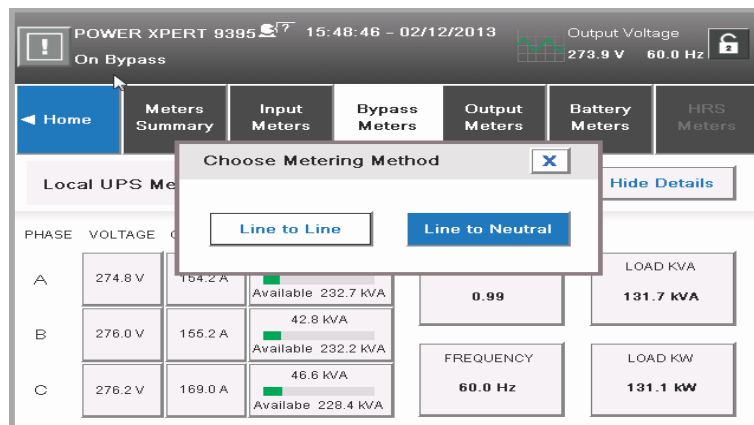 POWER XPERT 9395 ? 15:48:46 - 02/12/2013
On Bypass
Output Voltage
273.9 V 60.0 Hz
Home
Meters Summary
Input Meters
Bypass Meters
Output Meters
Battery Meters
HRS Meters
Choose Metering Method X
Local UPS Me
Hide Details
Line to Line
Line to Neutral
PHASE VOLTAGE
A 274.8 V 154.2 A
Available 232.7 kVA
0.99
LOAD KVA
131.7 kVA
B 276.0 V 155.2 A
42.8 kVA
Available 232.2 kVA
FREQUENCY
60.0 Hz
LOAD KW
131.1 kW
C 276.2 V 169.0 A
46.6 kVA
Availabe 228.4 kVA